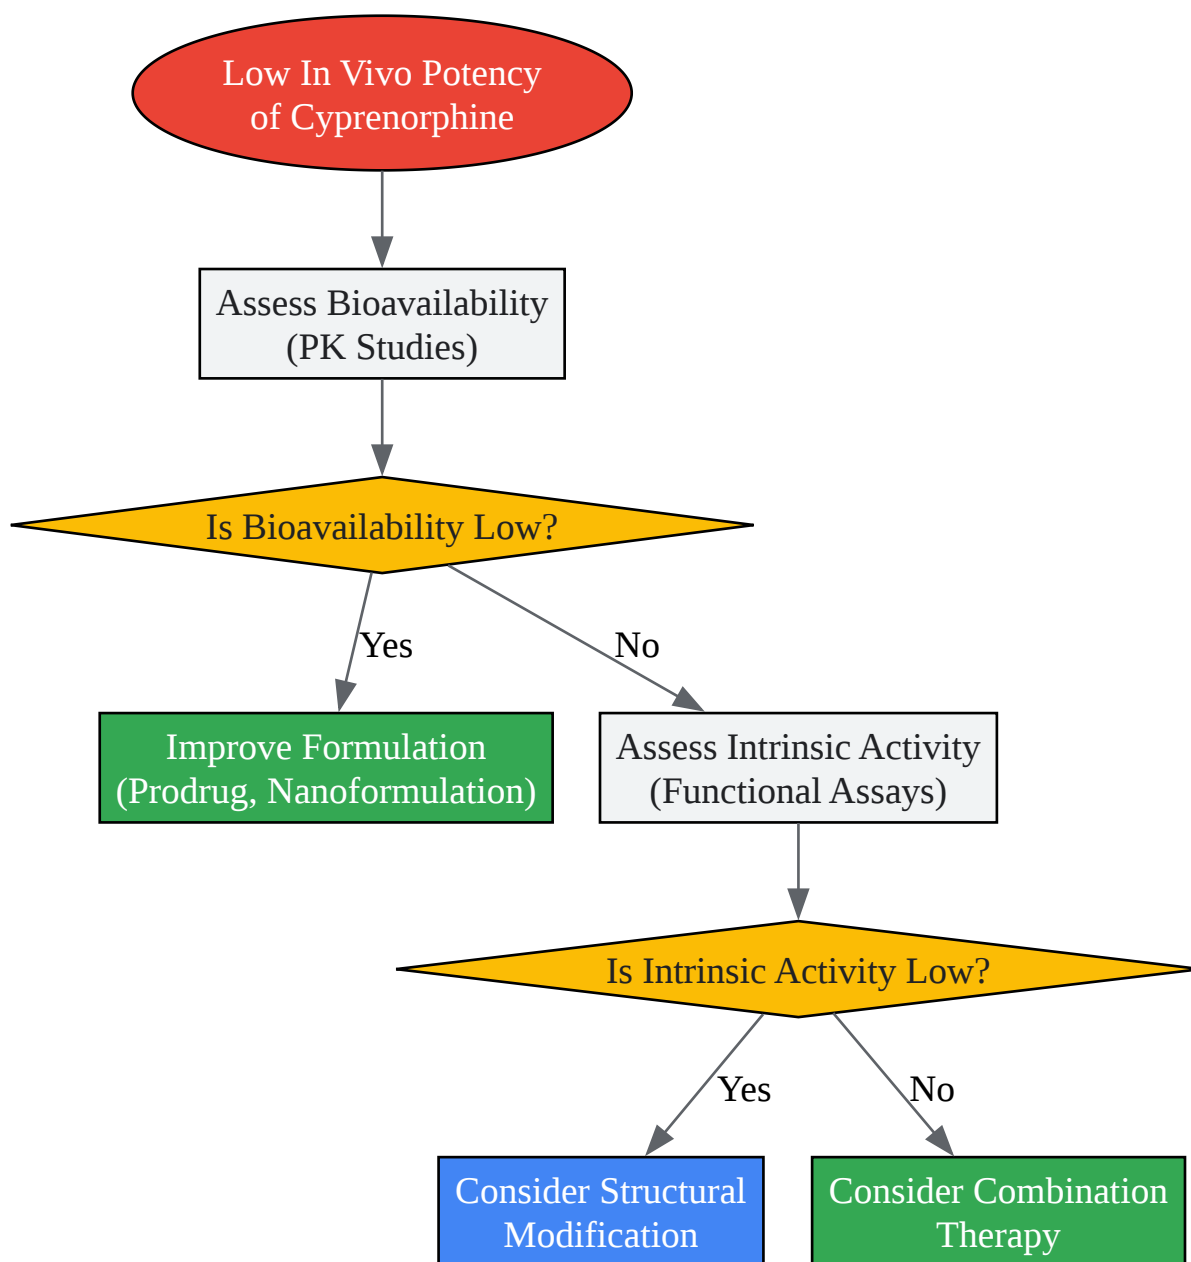 Low In Vivo Potency
of Cyprenorphine
Assess Bioavailability
(PK Studies)
Is Bioavailability Low?
Yes
No
Improve Formulation
(Prodrug, Nanoformulation)
Assess Intrinsic Activity
(Functional Assays)
Is Intrinsic Activity Low?
Yes
No
Consider Structural
Modification
Consider Combination
Therapy